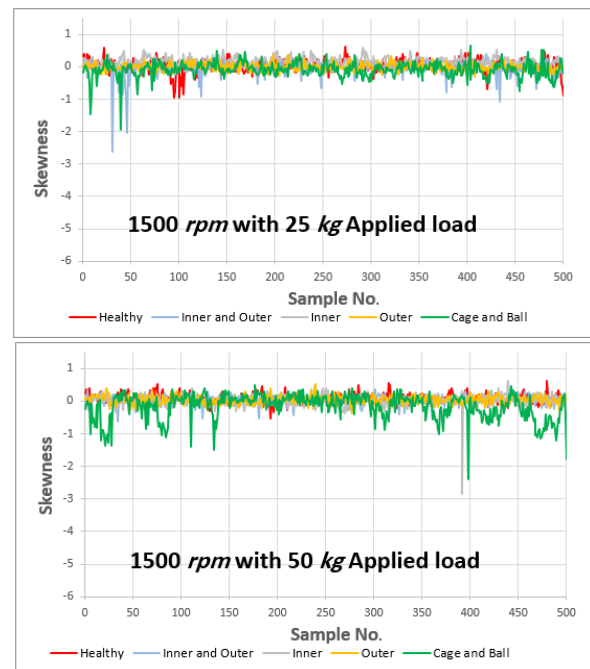 1
0
-1
-2
-3
-4
-5
-6
Skewness
1500 rpm with 25 kg Applied load
0 50 100 150 200 250 300 350 400 450 500
Sample No.
Healthy Inner and Outer Inner Outer Cage and Ball
1
0
-1
-2
-3
-4
-5
-6
Skewness
1500 rpm with 50 kg Applied load
0 50 100 150 200 250 300 350 400 450 500
Sample No.
Healthy Inner and Outer Inner Outer Cage and Ball